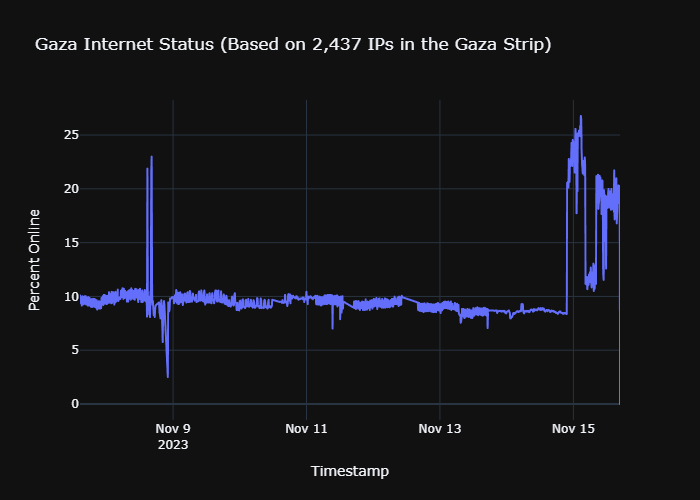 Gaza Internet Status (Based on 2,437 IPs in the Gaza Strip)
Percent Online
25
20
15
10
5
0
Nov 9
2023
Nov 11
Nov 13
Nov 15
Timestamp